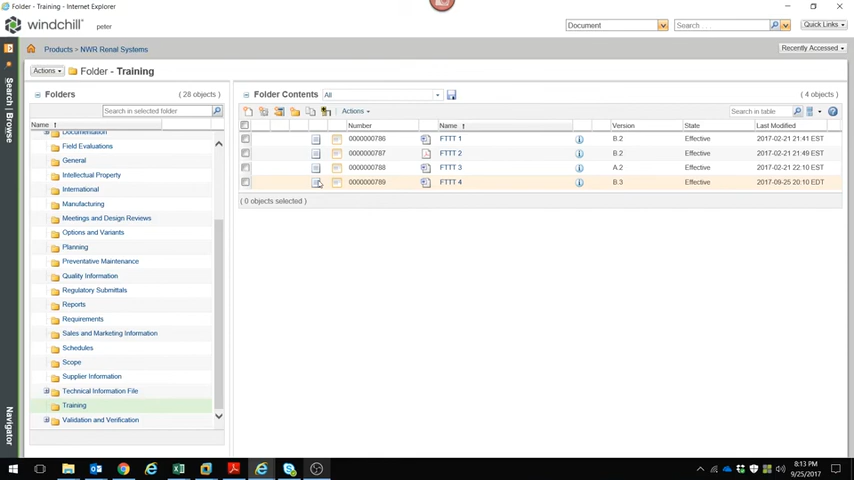 Folder - Training - Internet Explorer
windchill peter Document Search ... Quick Links
Products > NWR Renal Systems Recently Accessed
Actions Folder - Training
Folders (28 objects)
Search in selected folder
Name
Documentation
Field Evaluations
General
Intellectual Property
International
Manufacturing
Meetings and Design Reviews
Options and Variants
Planning
Preventative Maintenance
Quality Information
Regulatory Submittals
Reports
Requirements
Sales and Marketing Information
Schedules
Scope
Supplier Information
Technical Information File
Training
Validation and Verification
Folder Contents All (4 objects)
Actions Search in table
Number Name Version State Last Modified
0000000786 FTTT 1 B.2 Effective 2017-02-21 21:41 EST
0000000787 FTTT 2 B.2 Effective 2017-02-21 21:49 EST
0000000788 FTTT 3 A.2 Effective 2017-02-21 22:10 EST
0000000789 FTTT 4 B.3 Effective 2017-09-25 20:10 EDT
(0 objects selected)
Search | Browse
Navigator
8:13 PM
9/25/2017